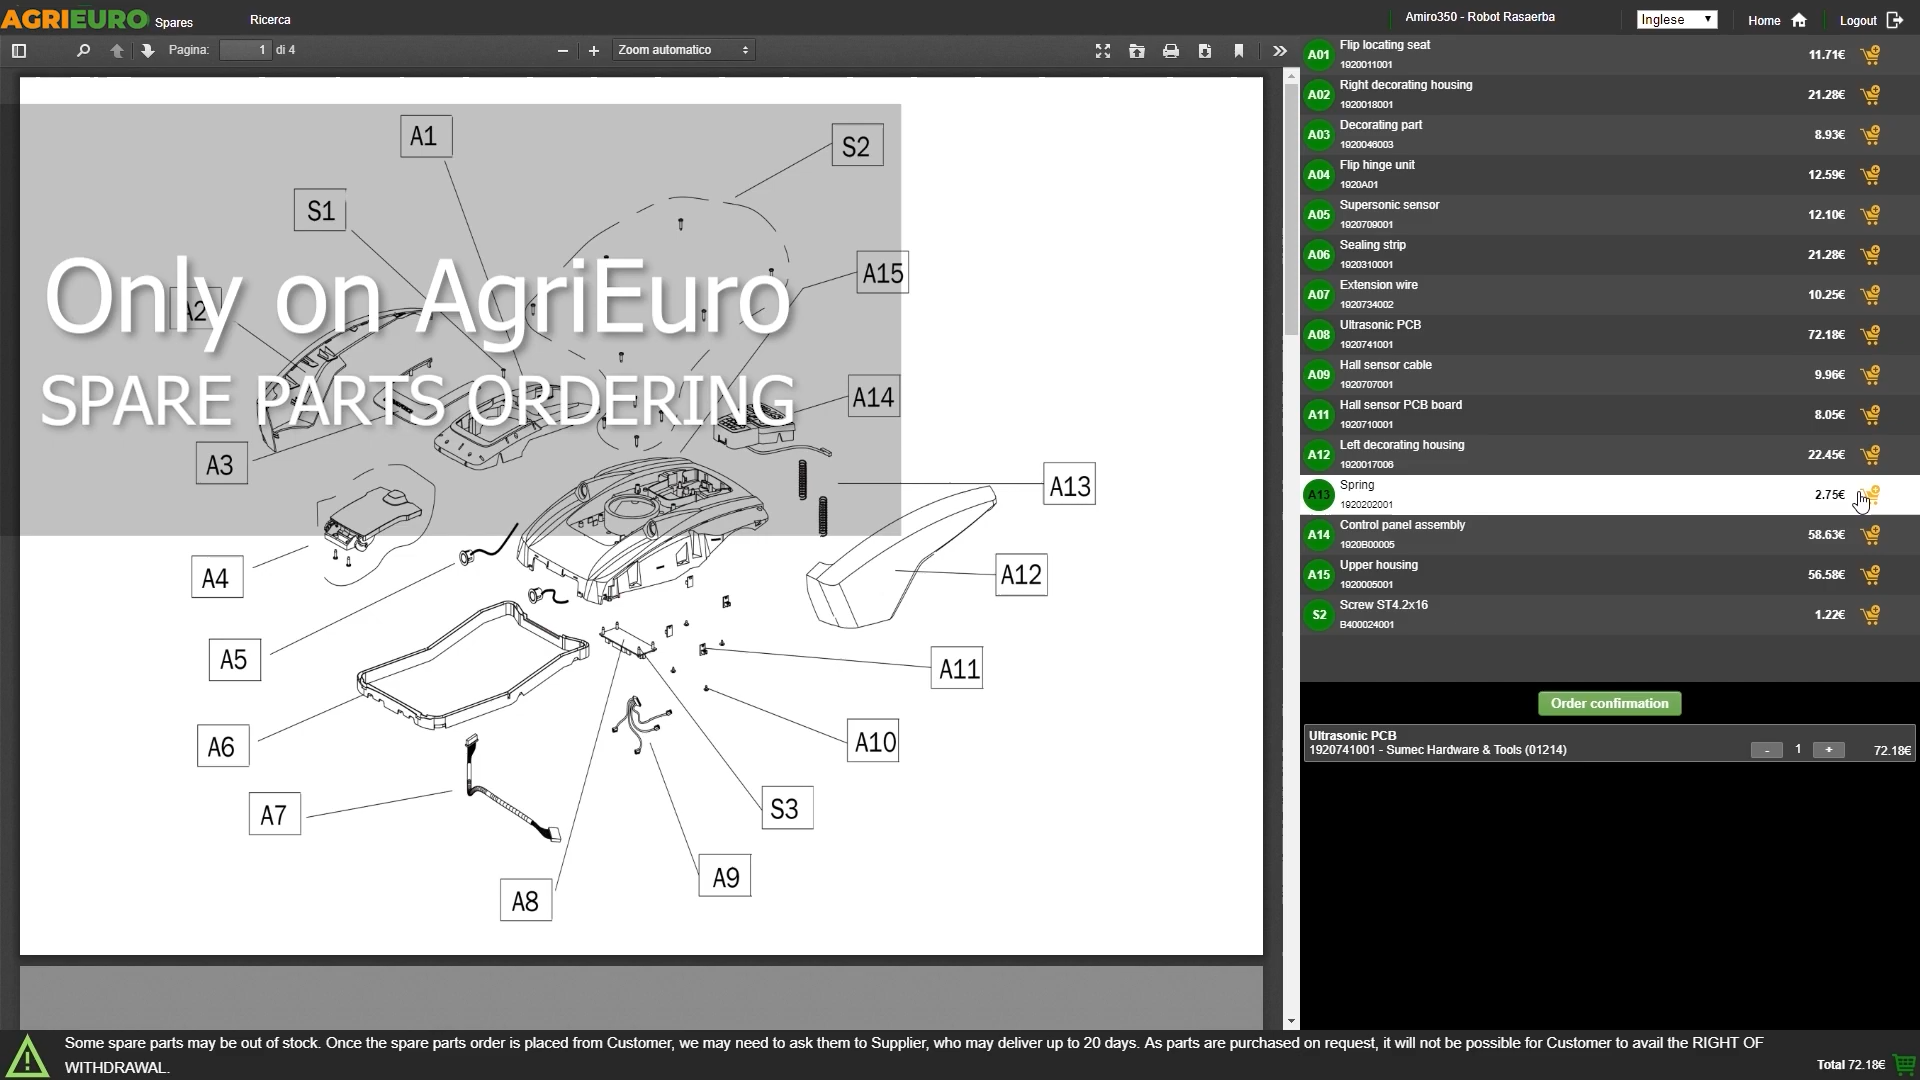 AGRIEURO Spares
Ricerca
Amiro350 - Robot Rasaerba
Inglese
Home
Logout
Pagina: 1 di 4
Zoom automatico
A1
S2
S1
A15
A2
Only on AgriEuro
SPARE PARTS ORDERING
A14
A3
A13
A4
A12
A5
A11
A6
A10
A7
S3
A9
A8
A01 Flip locating seat 11.71€
1920011001
A02 Right decorating housing 21.28€
1920018001
A03 Decorating part 8.93€
1920046003
A04 Flip hinge unit 12.59€
1920A01
A05 Supersonic sensor 12.10€
1920709001
A06 Sealing strip 21.28€
1920310001
A07 Extension wire 10.25€
1920734002
A08 Ultrasonic PCB 72.18€
1920741001
A09 Hall sensor cable 9.96€
1920707001
A11 Hall sensor PCB board 8.05€
1920710001
A12 Left decorating housing 22.45€
1920017006
A13 Spring 2.75€
1920202001
A14 Control panel assembly 58.63€
1920B00005
A15 Upper housing 56.58€
1920005001
S2 Screw ST4.2x16 1.22€
B400024001
Order confirmation
Ultrasonic PCB
1920741001 - Sumec Hardware & Tools (01214) - 1 + 72.18€
Some spare parts may be out of stock. Once the spare parts order is placed from Customer, we may need to ask them to Supplier, who may deliver up to 20 days. As parts are purchased on request, it will not be possible for Customer to avail the RIGHT OF
WITHDRAWAL.
Total 72.18€